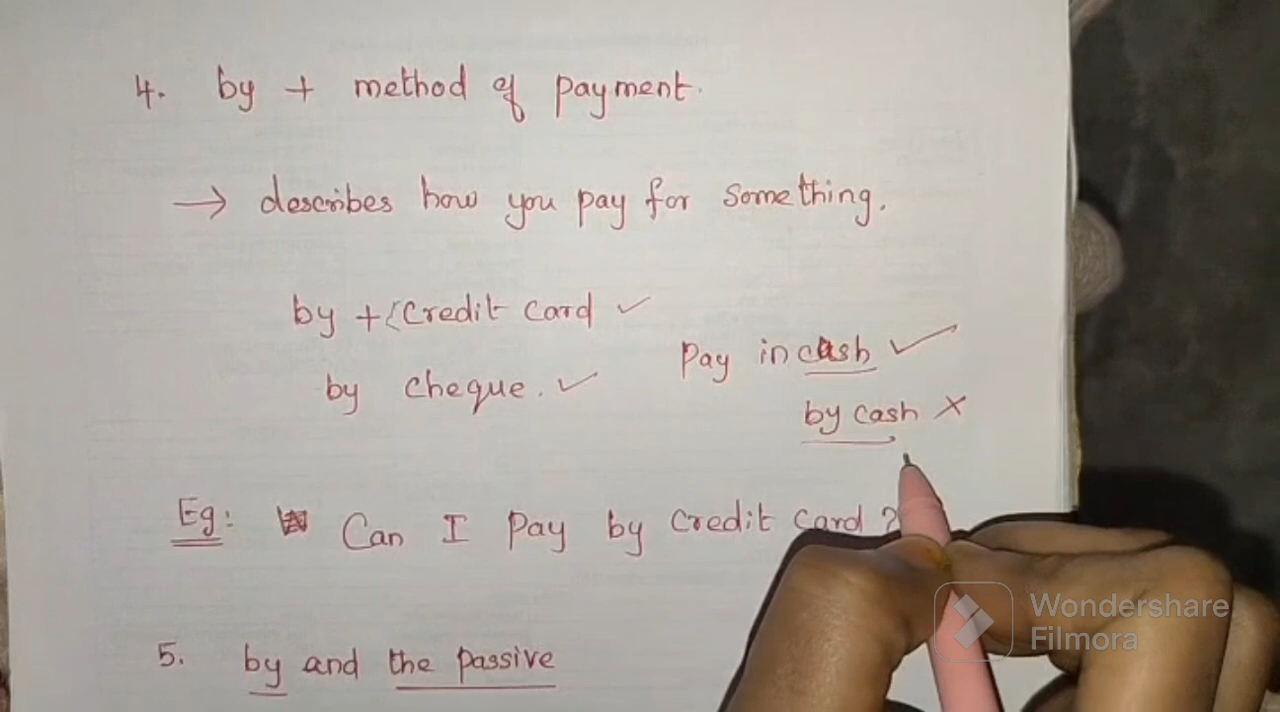 4. by + method of payment.
→ describes how you pay for something.
by + (Credit Card ✓
by cheque. ✓
Pay in cash ✓
by cash ✗
Eg: Can I pay by credit card?
5. by and the passive
Wondershare
Filmora